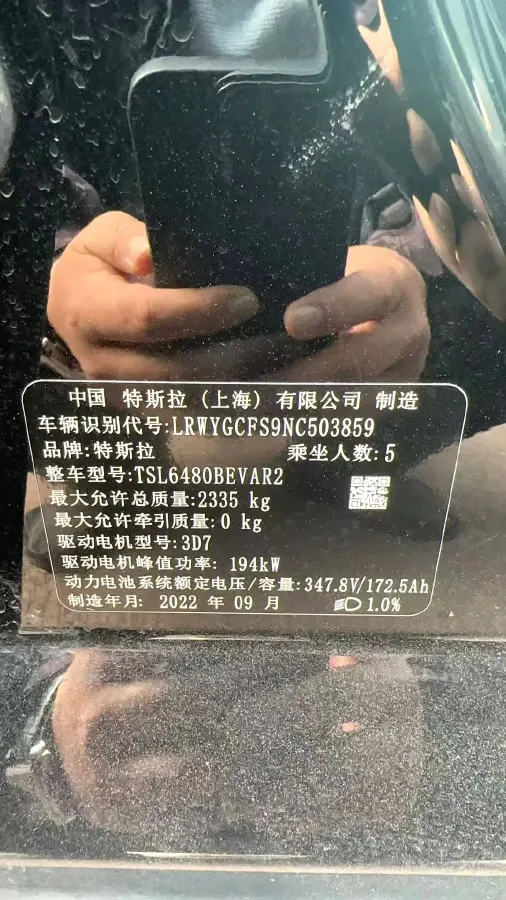 中国 特斯拉（上海）有限公司 制造
车辆识别代号:LRWYGCFS9NC503859
品牌:特斯拉 乘坐人数:5
整车型号:TSL6480BEVAR2
最大允许总质量:2335 kg
最大允许牵引质量:0 kg
驱动电机型号:3D7
驱动电机峰值功率: 194kW
动力电池系统额定电压/容量:347.8V/172.5Ah
制造年月: 2022 年 09 月 1.0%